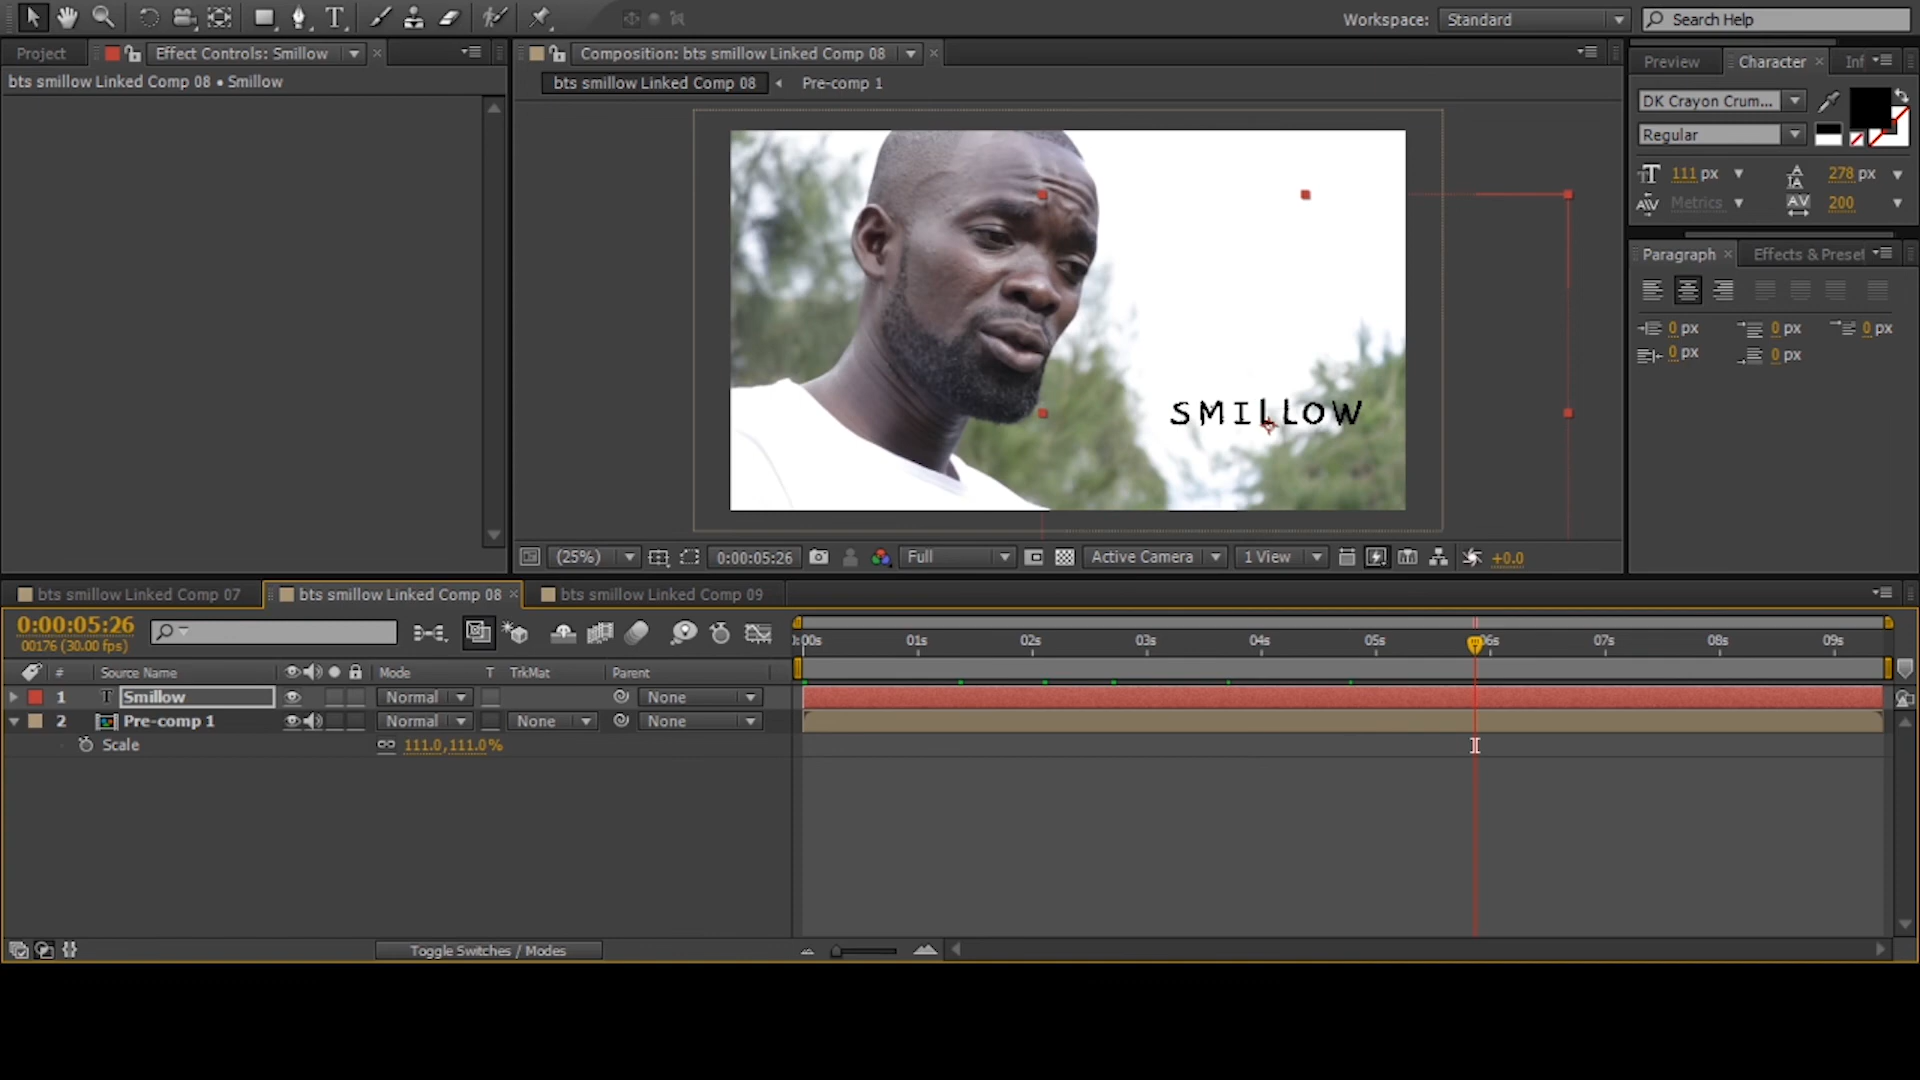 Workspace: Standard Search Help
Project Effect Controls: Smillow
bts smillow Linked Comp 08 • Smillow
Composition: bts smillow Linked Comp 08
bts smillow Linked Comp 08 Pre-comp 1
Preview Character Inf
DK Crayon Crum...
Regular
111 px 278 px
Metrics 200
Paragraph Effects & Preset
0 px 0 px 0 px
0 px 0 px
SMILLOW
(25%) 0:00:05:26 Full Active Camera 1 View +0.0
bts smillow Linked Comp 07 bts smillow Linked Comp 08 bts smillow Linked Comp 09
0:00:05:26
00176 (30.00 fps)
:00s 01s 02s 03s 04s 05s 06s 07s 08s 09s
# Source Name Mode T TrkMat Parent
1 T Smillow Normal None
2 Pre-comp 1 Normal None None
Scale 111.0,111.0%
Toggle Switches / Modes